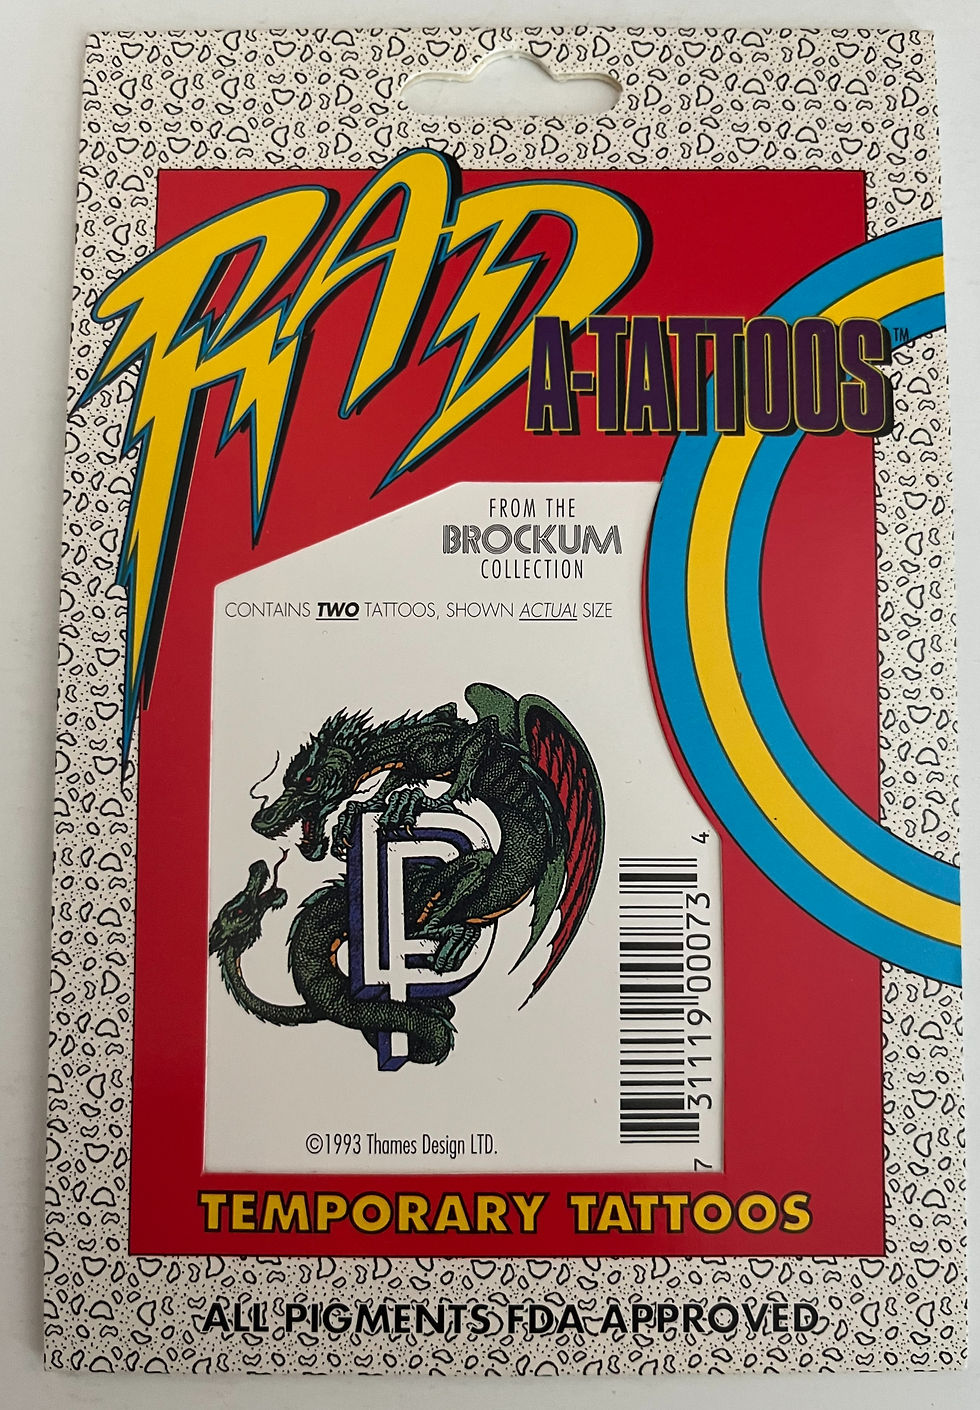 RAD
A-TATTOOS™
FROM THE
BROCKUM
COLLECTION
CONTAINS TWO TATTOOS, SHOWN ACTUAL SIZE
DP
7 31119 00073 4
©1993 Thames Design LTD.
TEMPORARY TATTOOS
ALL PIGMENTS FDA APPROVED